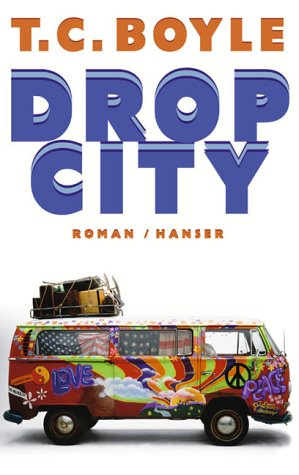 T.C. BOYLE
DROP
CITY
ROMAN / HANSER
LOVE
PEACE